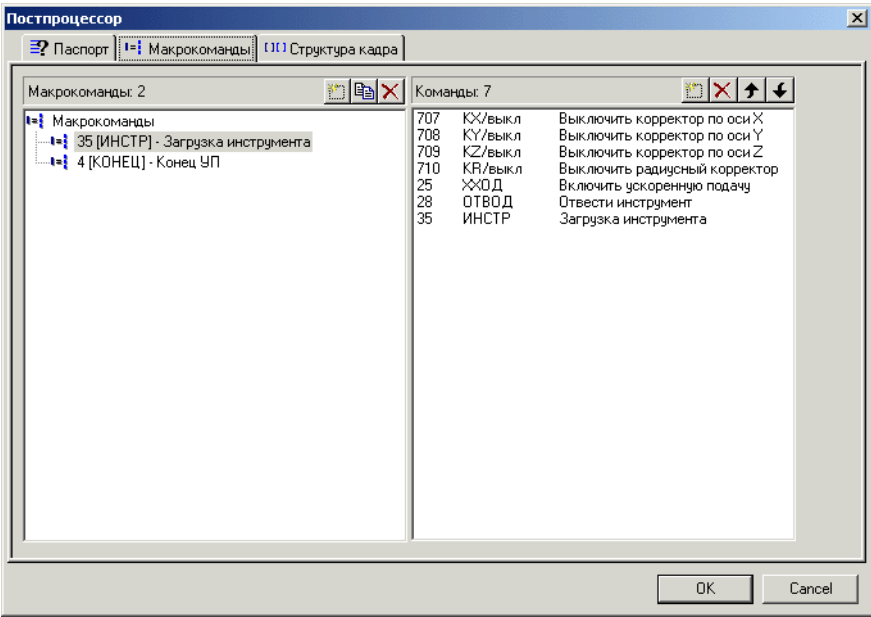 Постпроцессор
Паспорт Макрокоманды Структура кадра
Макрокоманды: 2
Макрокоманды
35 [ИНСТР] - Загрузка инструмента
4 [КОНЕЦ] - Конец УП
Команды: 7
707 KX/выкл Выключить корректор по оси X
708 KY/выкл Выключить корректор по оси Y
709 KZ/выкл Выключить корректор по оси Z
710 KR/выкл Выключить радиусный корректор
25 ХХОД Включить ускоренную подачу
28 ОТВОД Отвести инструмент
35 ИНСТР Загрузка инструмента
OK Cancel